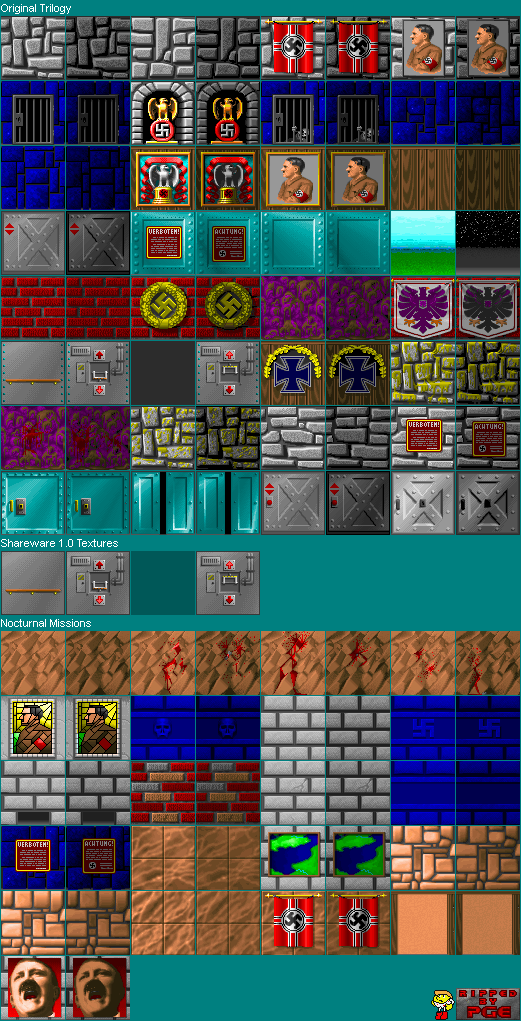 Original Trilogy
VERBOTEN!
ACHTUNG!
VERBOTEN!
ACHTUNG!
Shareware 1.0 Textures
Nocturnal Missions
VERBOTEN!
ACHTUNG!
RIPPED
BY
PGE